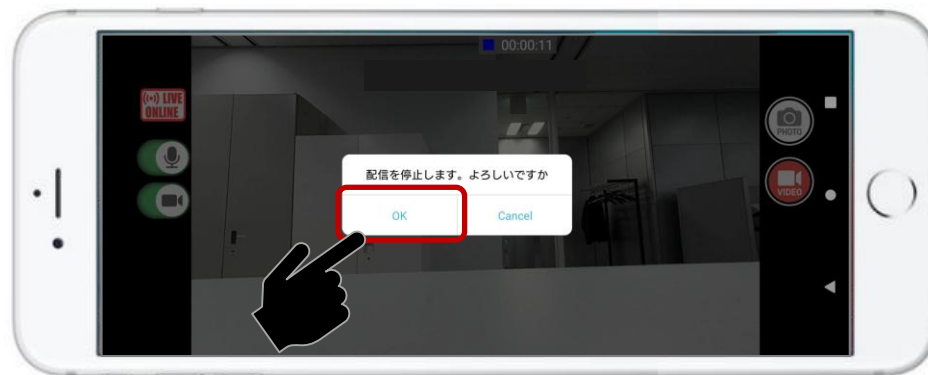 00:00:11
((•)) LIVE
ONLINE
PHOTO
VIDEO
配信を停止します。よろしいですか
OK
Cancel